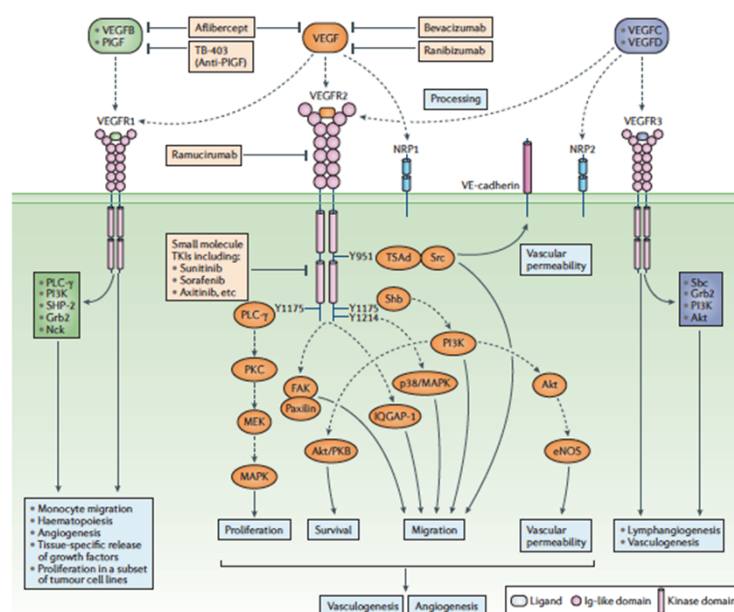 • VEGFB
• PlGF
Aflibercept
TB-403
(Anti-PlGF)
VEGF
Bevacizumab
Ranibizumab
• VEGFC
• VEGFD
Processing
VEGFR1
VEGFR2
VEGFR3
NRP1
NRP2
VE-cadherin
Ramucirumab
Small molecule
TKIs including:
• Sunitinib
• Sorafenib
• Axitinib, etc
Y951
TSAd
Src
Vascular
permeability
• PLC-γ
• PI3K
• SHP-2
• Grb2
• Nck
PLC-γ
Y1175
Y1175
Y1214
Shb
• Sbc
• Grb2
• PI3K
• Akt
PI3K
PKC
FAK
Paxilin
p38/MAPK
Akt
MEK
IQGAP-1
Akt/PKB
eNOS
MAPK
• Monocyte migration
• Haematopoiesis
• Angiogenesis
• Tissue-specific release
of growth factors
• Proliferation in a subset
of tumour cell lines
Proliferation
Survival
Migration
Vascular
permeability
• Lymphangiogenesis
• Vasculogenesis
Vasculogenesis
Angiogenesis
Ligand
Ig-like domain
Kinase domain